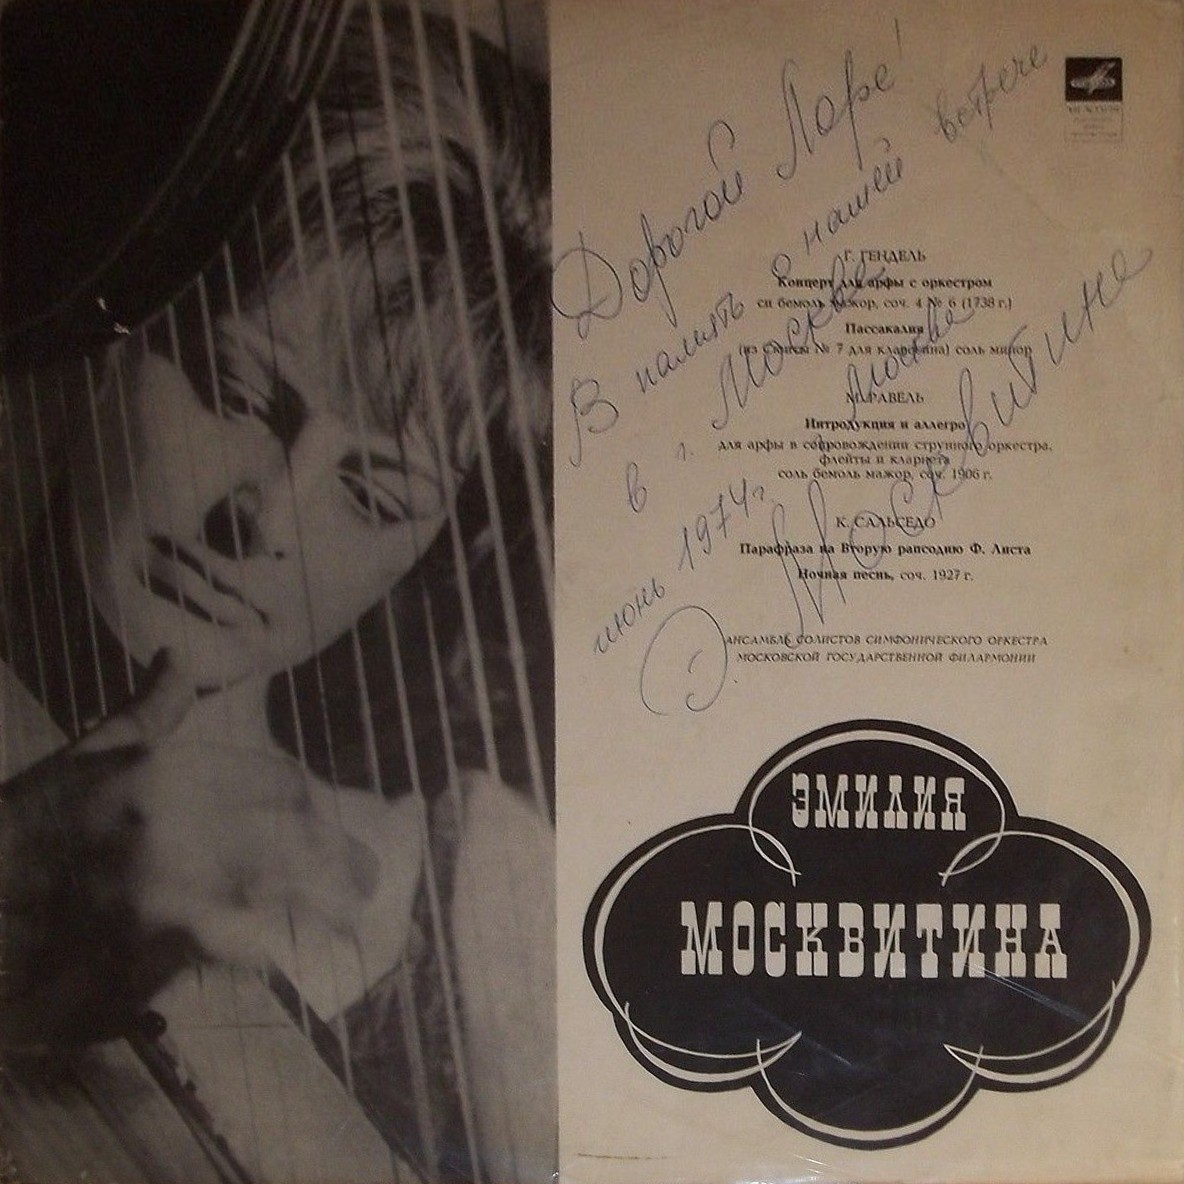 Дорогой Ларе!
В память о нашей встрече
в г. Москве
Москве
июнь 1974г.
Э. Москвитина
Г. ГЕНДЕЛЬ
Концерт для арфы с оркестром
си бемоль мажор, соч. 4 № 6 (1738 г.)
Пассакалия
(из Сюиты № 7 для клавесина) соль минор
М. РАВЕЛЬ
Интродукция и аллегро
для арфы в сопровождении струнного оркестра,
флейты и кларнета
соль бемоль мажор, соч. 1906 г.
К. САЛЬСЕДО
Парафраза на Вторую рапсодию Ф. Листа
Ночная песнь, соч. 1927 г.
АНСАМБЛЬ СОЛИСТОВ СИМФОНИЧЕСКОГО ОРКЕСТРА
МОСКОВСКОЙ ГОСУДАРСТВЕННОЙ ФИЛАРМОНИИ
ЭМИЛИЯ
МОСКВИТИНА